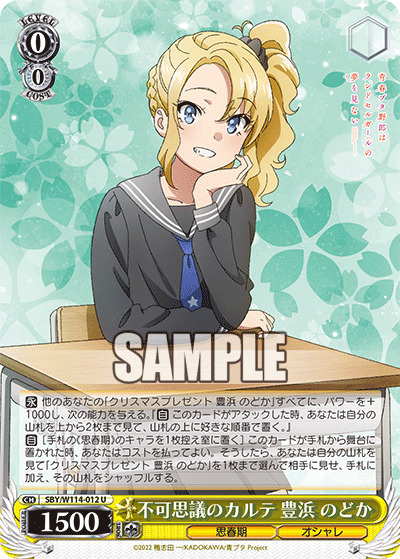 LEVEL
0
0
COST
青春ブタ野郎は
ランドセルガールの
夢を見ない
SAMPLE
永 他のあなたの「クリスマスプレゼント 豊浜 のどか」すべてに、パワーを+
1000し、次の能力を与える。『自 このカードがアタックした時、あなたは自分の
山札を上から2枚まで見て、山札の上に好きな順番で置く。』
自［手札の《思春期》のキャラを1枚控え室に置く］このカードが手札から舞台
に置かれた時、あなたはコストを払ってよい。そうしたら、あなたは自分の山札を
見て「クリスマスプレゼント 豊浜 のどか」を1枚まで選んで相手に見せ、手札に
加え、その山札をシャッフルする。
CH SBY/W114-012 U
1500
不可思議のカルテ 豊浜 のどか
思春期 オシャレ
©2022 鴨志田 一/KADOKAWA/青ブタ Project